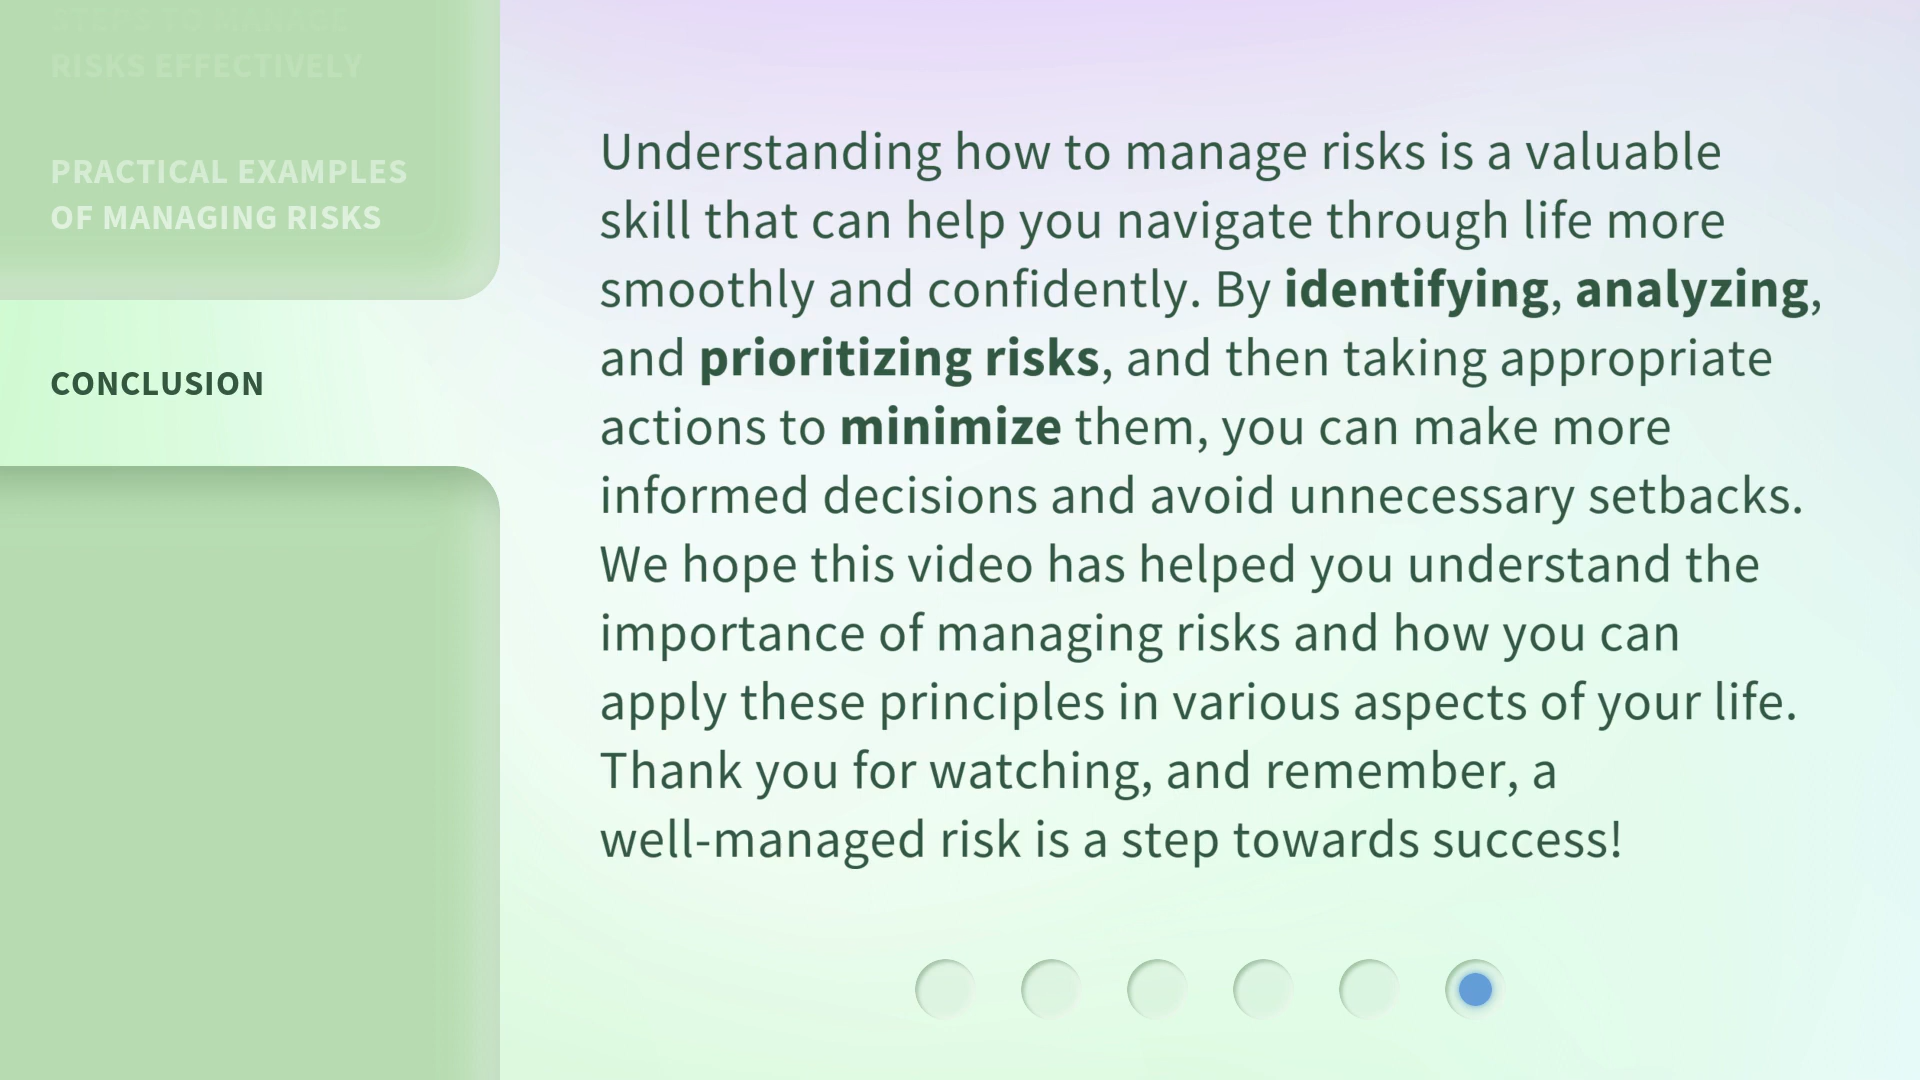 STEPS TO MANAGE
RISKS EFFECTIVELY
PRACTICAL EXAMPLES
OF MANAGING RISKS
CONCLUSION
Understanding how to manage risks is a valuable
skill that can help you navigate through life more
smoothly and confidently. By identifying, analyzing,
and prioritizing risks, and then taking appropriate
actions to minimize them, you can make more
informed decisions and avoid unnecessary setbacks.
We hope this video has helped you understand the
importance of managing risks and how you can
apply these principles in various aspects of your life.
Thank you for watching, and remember, a
well-managed risk is a step towards success!